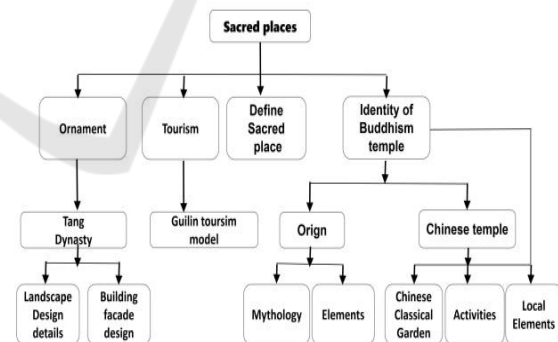 Sacred places
Ornament
Tourism
Define
Sacred
place
Identity of
Buddhism
temple
Tang
Dynasty
Guilin toursim
model
Orign
Chinese temple
Landscape
Design
details
Building
facade
design
Mythology
Elements
Chinese
Classical
Garden
Activities
Local
Elements